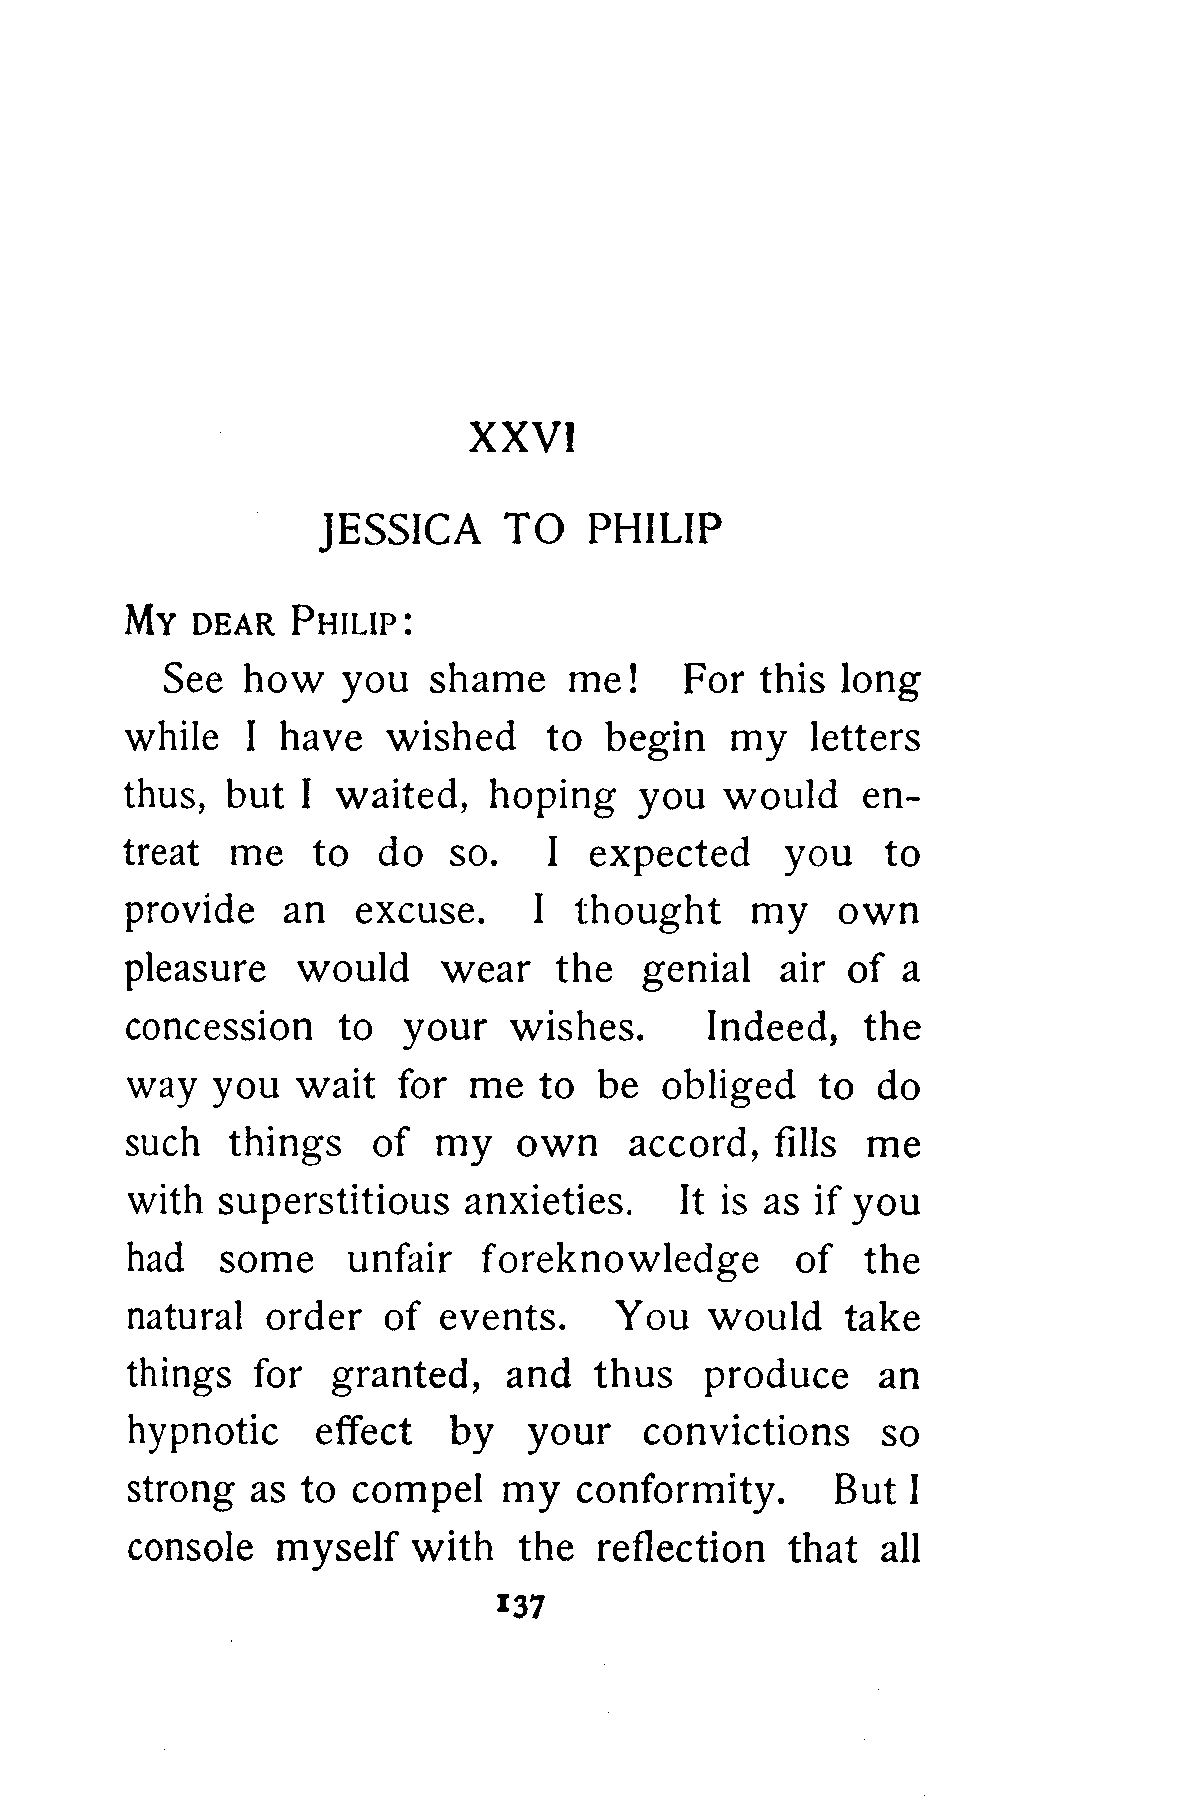 XXVI
JESSICA TO PHILIP
My dear Philip:
See how you shame me! For this long
while I have wished to begin my letters
thus, but I waited, hoping you would en-
treat me to do so. I expected you to
provide an excuse. I thought my own
pleasure would wear the genial air of a
concession to your wishes. Indeed, the
way you wait for me to be obliged to do
such things of my own accord, fills me
with superstitious anxieties. It is as if you
had some unfair foreknowledge of the
natural order of events. You would take
things for granted, and thus produce an
hypnotic effect by your convictions so
strong as to compel my conformity. But I
console myself with the reflection that all
137